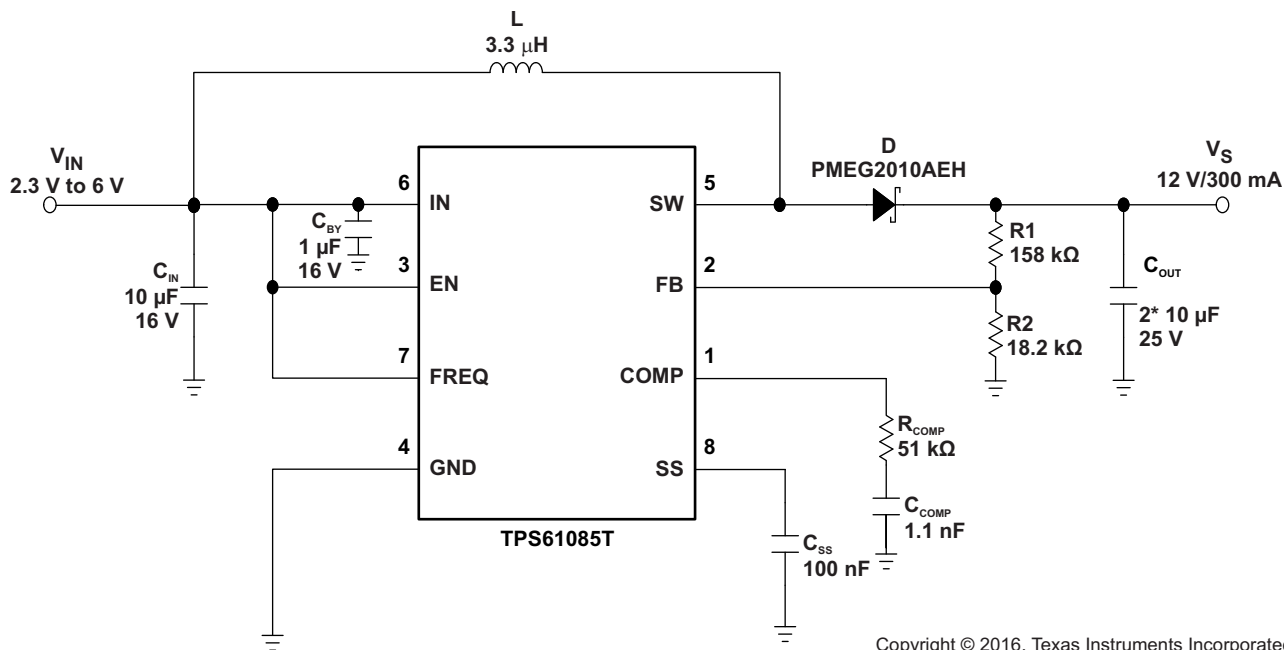 L
3.3 μH
V_IN
2.3 V to 6 V
D
PMEG2010AEH
V_S
12 V/300 mA
6
IN
SW
5
C_BY
1 µF
16 V
R1
158 kΩ
C_IN
10 µF
16 V
3
EN
FB
2
C_OUT
2* 10 µF
25 V
R2
18.2 kΩ
7
FREQ
COMP
1
R_COMP
51 kΩ
4
GND
SS
8
C_COMP
1.1 nF
TPS61085T
C_SS
100 nF
Copyright © 2016, Texas Instruments Incorporated